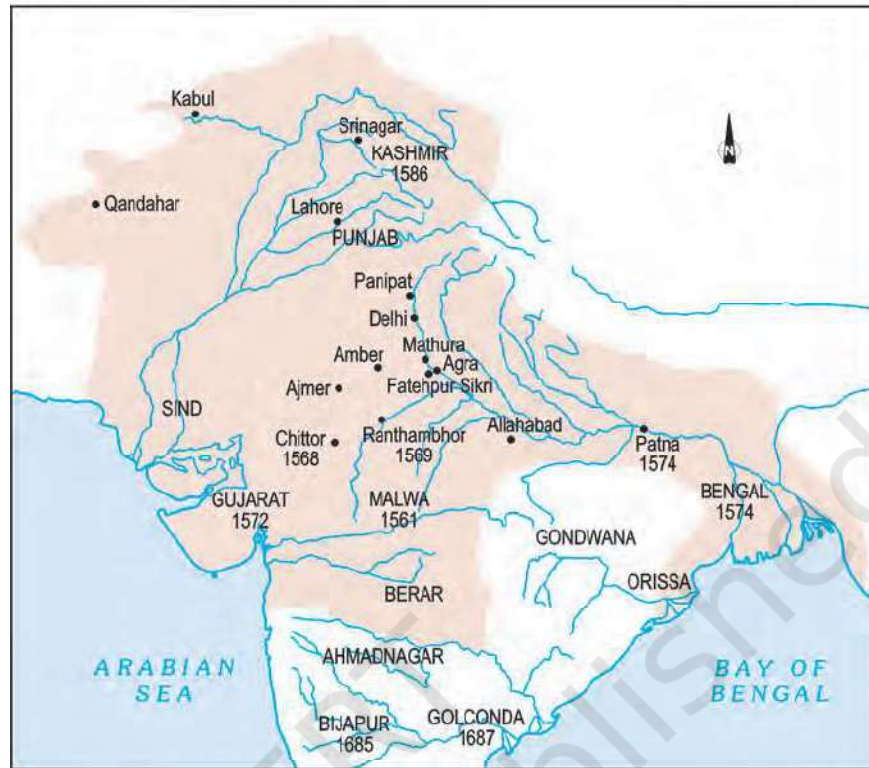 Kabul
Srinagar
KASHMIR
1586
N
Qandahar
Lahore
PUNJAB
Panipat
Delhi
Mathura
Amber
Agra
Fatehpur Sikri
Ajmer
SIND
Chittor
1568
Ranthambhor
1569
Allahabad
Patna
1574
GUJARAT
1572
MALWA
1561
BENGAL
1574
GONDWANA
ORISSA
BERAR
ARABIAN
SEA
AHMADNAGAR
BAY OF
BENGAL
BIJAPUR
1685
GOLCONDA
1687